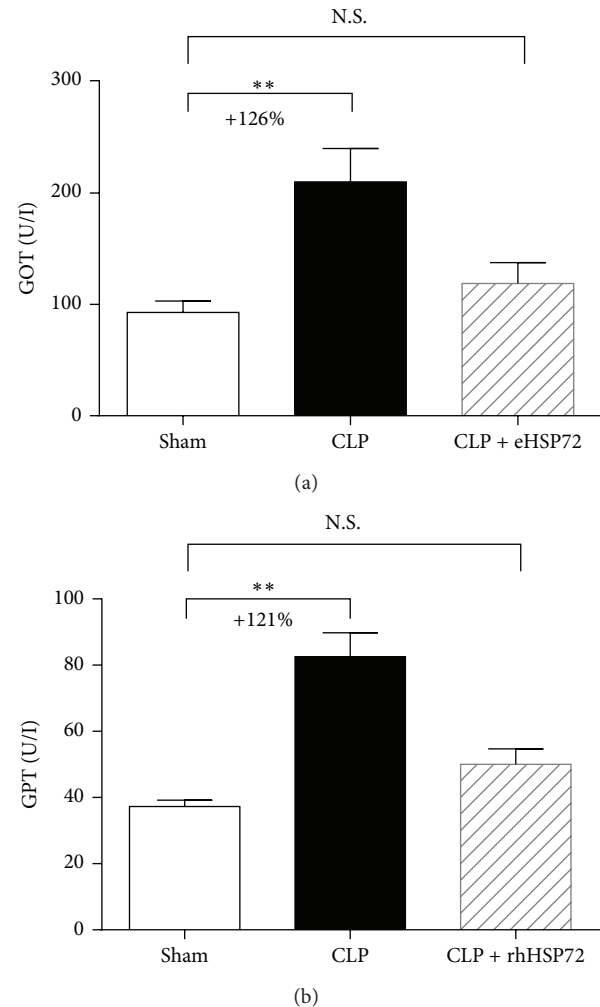 N.S.
300
**
+126%
200
GOT (U/I)
100
0
Sham
CLP
CLP + eHSP72
(a)
N.S.
100
**
+121%
80
60
GPT (U/I)
40
20
0
Sham
CLP
CLP + rhHSP72
(b)